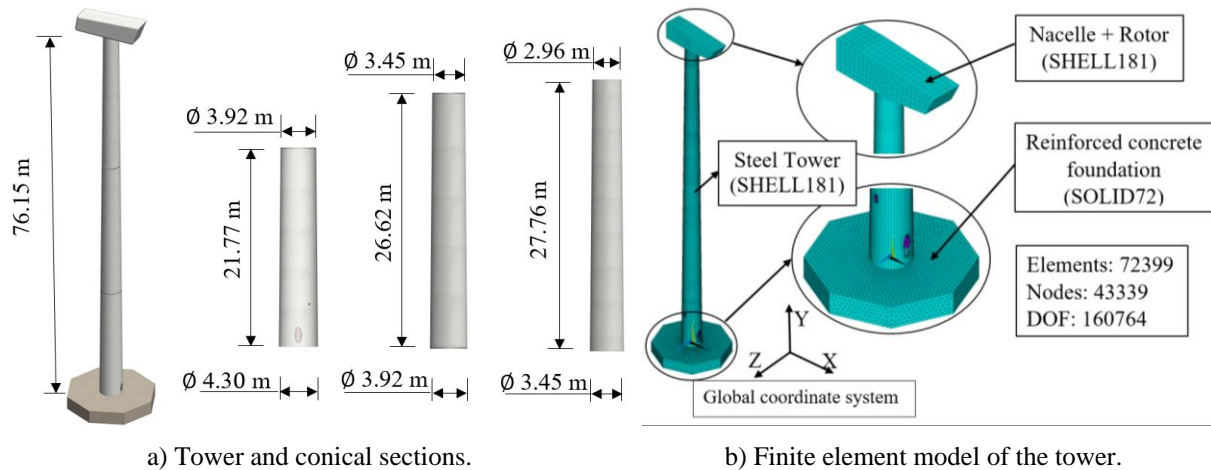 76.15 m
Ø 3.92 m
21.77 m
Ø 4.30 m
Ø 3.45 m
26.62 m
Ø 3.92 m
Ø 2.96 m
27.76 m
Ø 3.45 m
a) Tower and conical sections.
Nacelle + Rotor
(SHELL181)
Steel Tower
(SHELL181)
Reinforced concrete
foundation
(SOLID72)
Elements: 72399
Nodes: 43339
DOF: 160764
Y
Z
X
Global coordinate system
b) Finite element model of the tower.